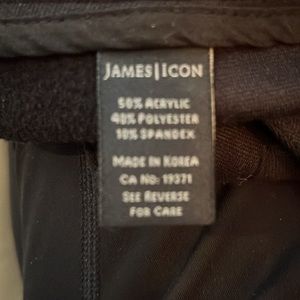 JAMES|ICON
50% ACRYLIC
40% POLYESTER
10% SPANDEX
MADE IN KOREA
CA NO: 19371
SEE REVERSE
FOR CARE